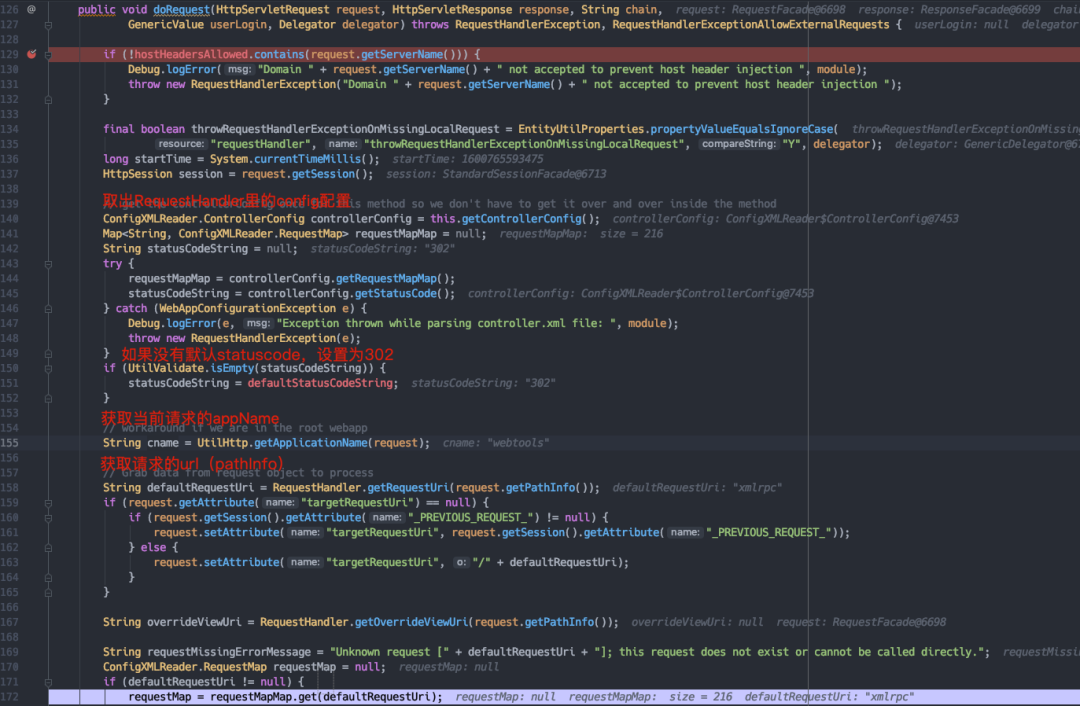 126 @ public void doRequest(HttpServletRequest request, HttpServletResponse response, String chain, request: RequestFacade@6698 response: ResponseFacade@6699 chain
127 GenericValue userLogin, Delegator delegator) throws RequestHandlerException, RequestHandlerExceptionAllowExternalRequests { userLogin: null delegator
128
129 if (!hostHeadersAllowed.contains(request.getServerName())) {
130 Debug.logError( msg: "Domain " + request.getServerName() + " not accepted to prevent host header injection ", module);
131 throw new RequestHandlerException("Domain " + request.getServerName() + " not accepted to prevent host header injection ");
132 }
133
134 final boolean throwRequestHandlerExceptionOnMissingLocalRequest = EntityUtilProperties.propertyValueEqualsIgnoreCase( throwRequestHandlerExceptionOnMissing
135 resource: "requestHandler", name: "throwRequestHandlerExceptionOnMissingLocalRequest", compareString: "Y", delegator); delegator: GenericDelegator@6
136 long startTime = System.currentTimeMillis(); startTime: 1600765593475
137 HttpSession session = request.getSession(); session: StandardSessionFacade@6713
138
取出RequestHandler里的config配置
139 // get the controllerConfig once for this method so we don't have to get it over and over inside the method
140 ConfigXMLReader.ControllerConfig controllerConfig = this.getControllerConfig(); controllerConfig: ConfigXMLReader$ControllerConfig@7453
141 Map<String, ConfigXMLReader.RequestMap> requestMapMap = null; requestMapMap: size = 216
142 String statusCodeString = null; statusCodeString: "302"
143 try {
144 requestMapMap = controllerConfig.getRequestMapMap();
145 statusCodeString = controllerConfig.getStatusCode(); controllerConfig: ConfigXMLReader$ControllerConfig@7453
146 } catch (WebAppConfigurationException e) {
147 Debug.logError(e, msg: "Exception thrown while parsing controller.xml file: ", module);
148 throw new RequestHandlerException(e);
149 } 如果没有默认statuscode，设置为302
150 if (UtilValidate.isEmpty(statusCodeString)) {
151 statusCodeString = defaultStatusCodeString; statusCodeString: "302"
152 }
153
获取当前请求的appName
154 // workaround if we are in the root webapp
155 String cname = UtilHttp.getApplicationName(request); cname: "webtools"
156
获取请求的url（pathInfo）
157 // Grab data from request object to process
158 String defaultRequestUri = RequestHandler.getRequestUri(request.getPathInfo()); defaultRequestUri: "xmlrpc"
159 if (request.getAttribute( name: "targetRequestUri") == null) {
160 if (request.getSession().getAttribute( name: "_PREVIOUS_REQUEST_") != null) {
161 request.setAttribute( name: "targetRequestUri", request.getSession().getAttribute( name: "_PREVIOUS_REQUEST_"));
162 } else {
163 request.setAttribute( name: "targetRequestUri", o: "/" + defaultRequestUri);
164 }
165 }
166
167 String overrideViewUri = RequestHandler.getOverrideViewUri(request.getPathInfo()); overrideViewUri: null request: RequestFacade@6698
168
169 String requestMissingErrorMessage = "Unknown request [" + defaultRequestUri + "]; this request does not exist or cannot be called directly."; requestMissin
170 ConfigXMLReader.RequestMap requestMap = null; requestMap: null
171 if (defaultRequestUri != null) {
172 requestMap = requestMapMap.get(defaultRequestUri); requestMap: null requestMapMap: size = 216 defaultRequestUri: "xmlrpc"